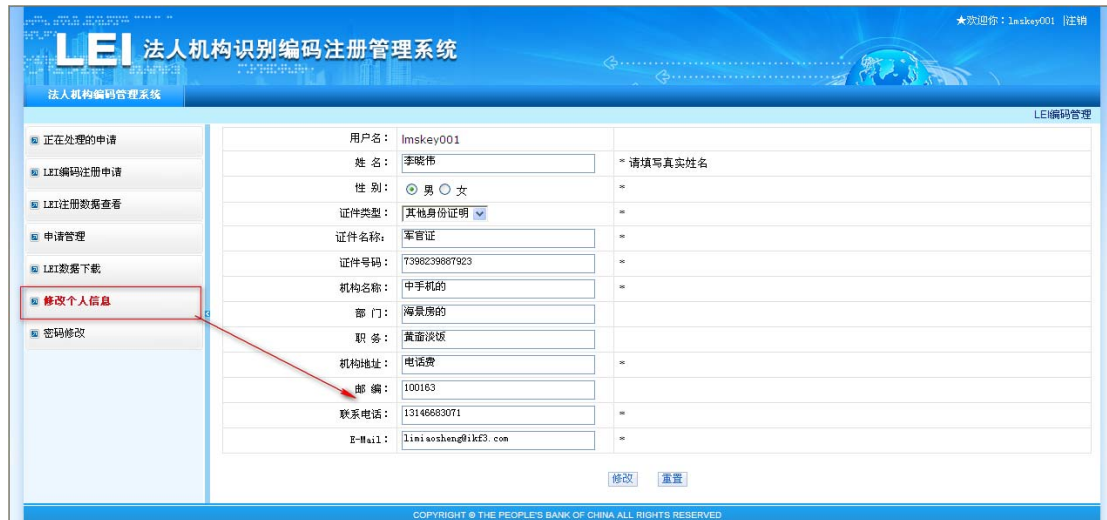 ★欢迎你：lmskey001 |注销
LEI 法人机构识别编码注册管理系统
法人机构编码管理系统
LEI编码管理
正在处理的申请
LEI编码注册申请
LEI注册数据查看
申请管理
LEI数据下载
修改个人信息
密码修改
用户名： lmskey001
姓 名： 李晓伟 * 请填写真实姓名
性 别： 男 女 *
证件类型： 其他身份证明 *
证件名称： 军官证 *
证件号码： 7398239887923 *
机构名称： 中手机的 *
部 门： 海景房的
职 务： 黄面淡饭
机构地址： 电话费 *
邮 编： 100163
联系电话： 13146683071 *
E-Mail： limiaosheng@ikf3.com *
修改 重置
COPYRIGHT @ THE PEOPLE'S BANK OF CHINA ALL RIGHTS RESERVED